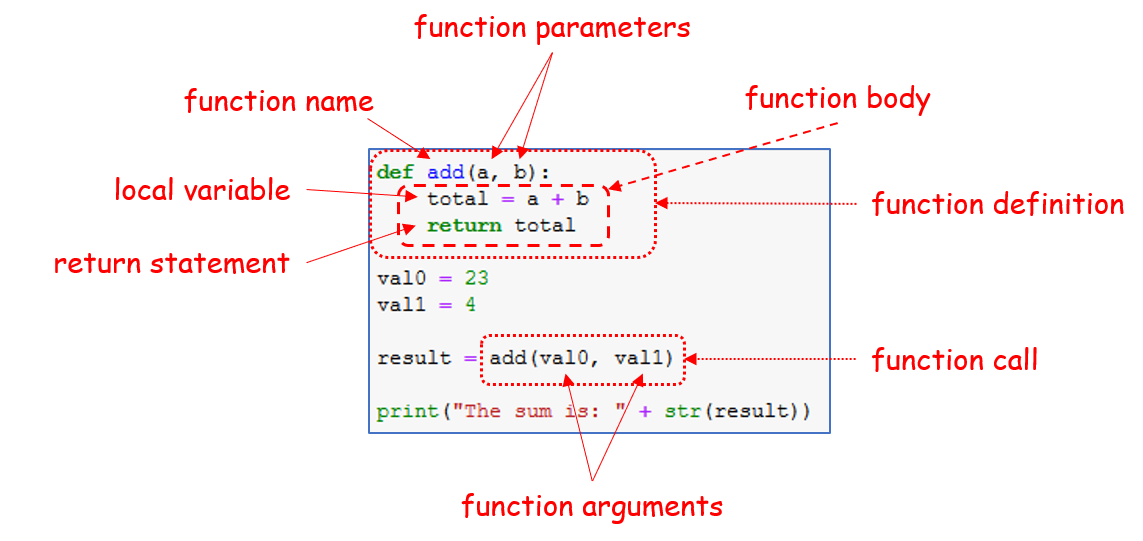 function parameters
function name
function body
def add(a, b):
local variable
total = a + b
function definition
return total
return statement
val0 = 23
val1 = 4
result = add(val0, val1)
function call
print("The sum is: " + str(result))
function arguments